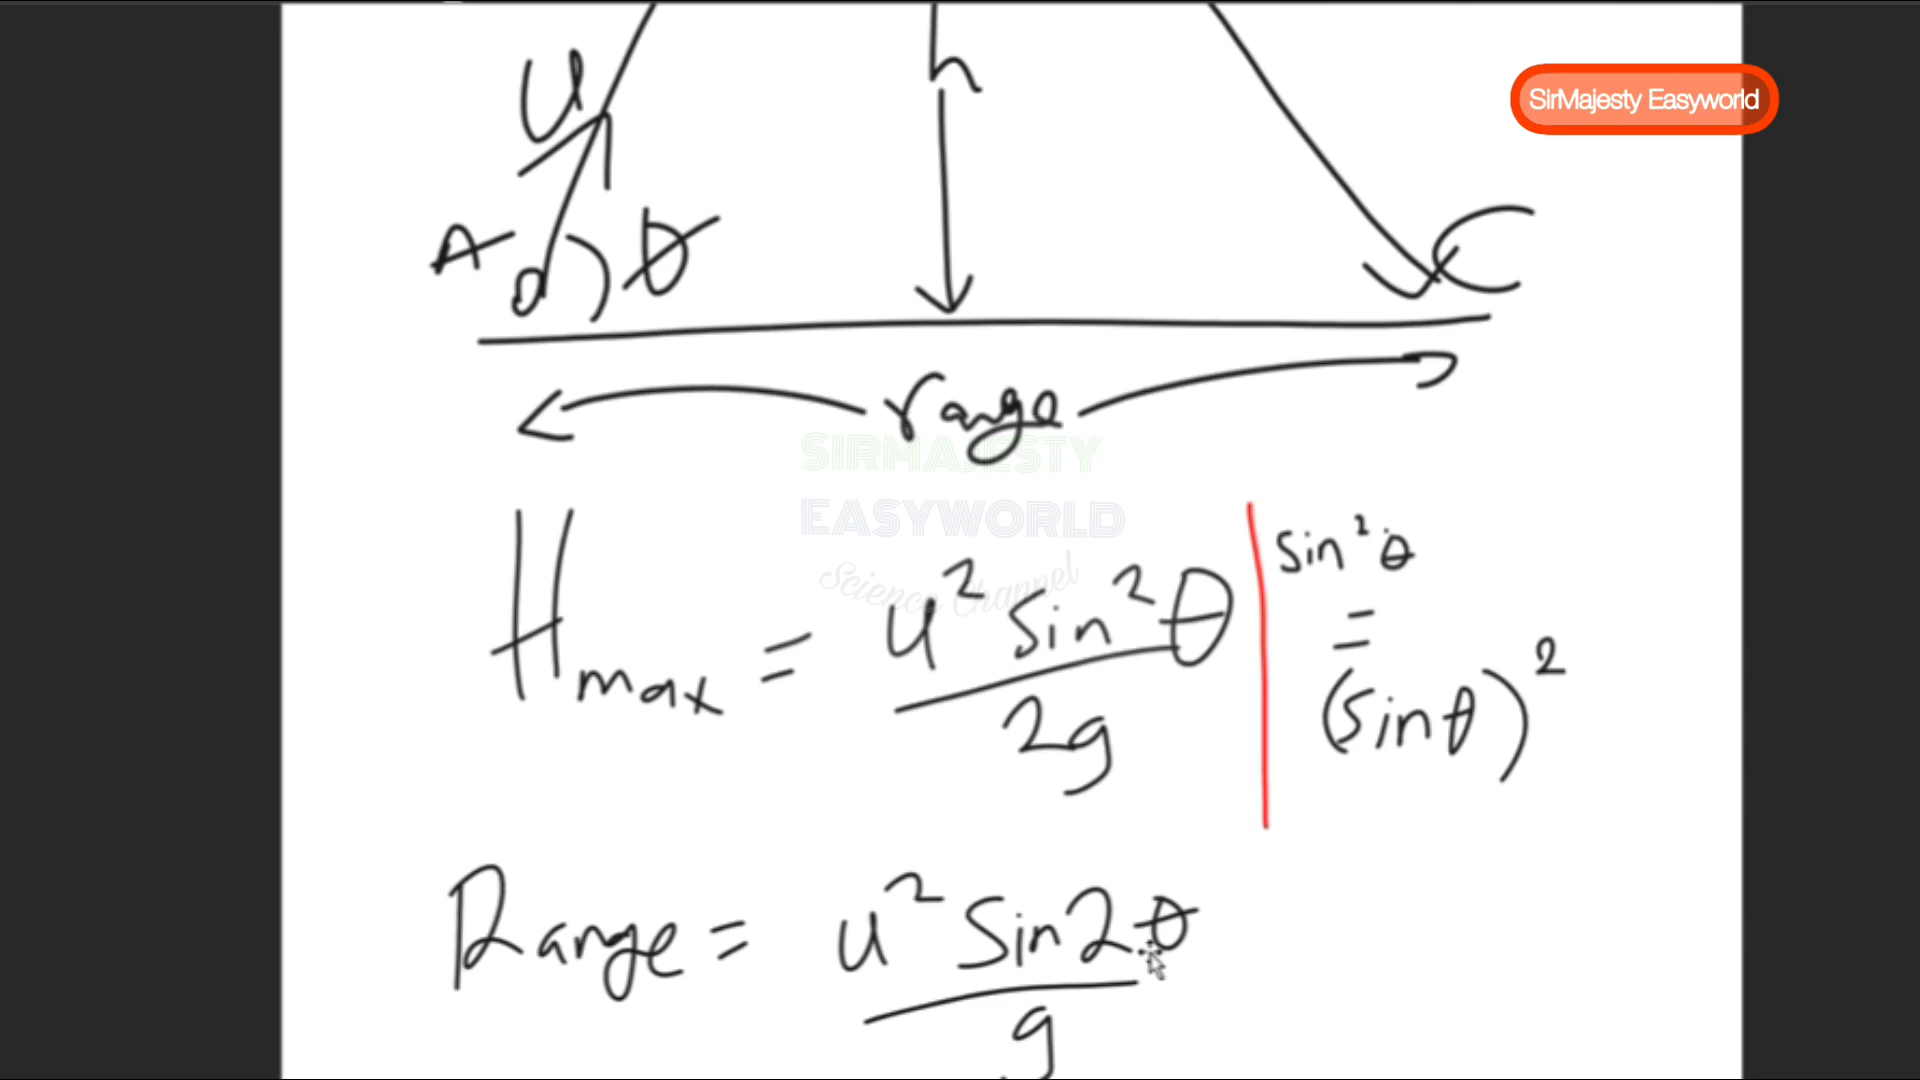 h
SirMajesty Easyworld
U
A
θ
C
range
SIRMAJESTY
EASYWORLD
Science Channel
Hmax = u² sin²θ
2g
sin²θ
=
(sinθ)²
Range = u² Sin2θ
g